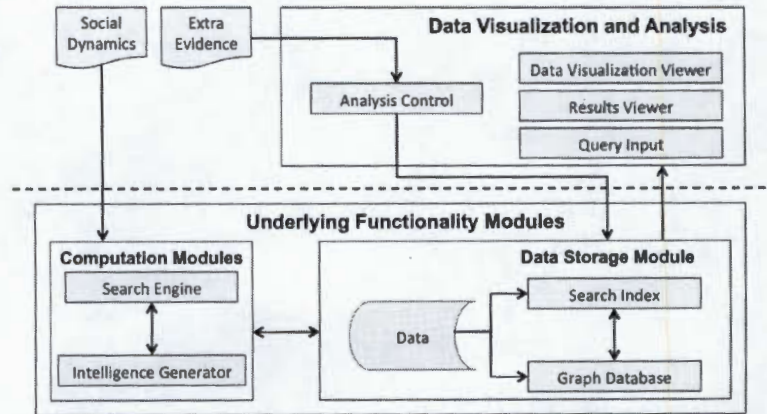 Social
Dynamics
Extra
Evidence
Data Visualization and Analysis
Data Visualization Viewer
Analysis Control
Results Viewer
Query Input
Underlying Functionality Modules
Computation Modules
Data Storage Module
Search Engine
Search Index
Data
Intelligence Generator
Graph Database